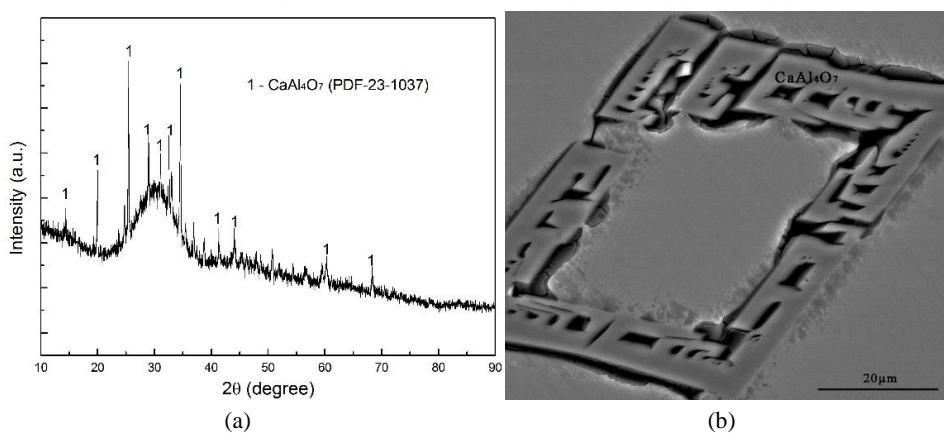 1
1
1
1
1
1
1
1
1
1
1
1 - CaAl₄O₇ (PDF-23-1037)
Intensity (a.u.)
10 20 30 40 50 60 70 80 90
2θ (degree)
(a)
CaAl₄O₇
20μm
(b)